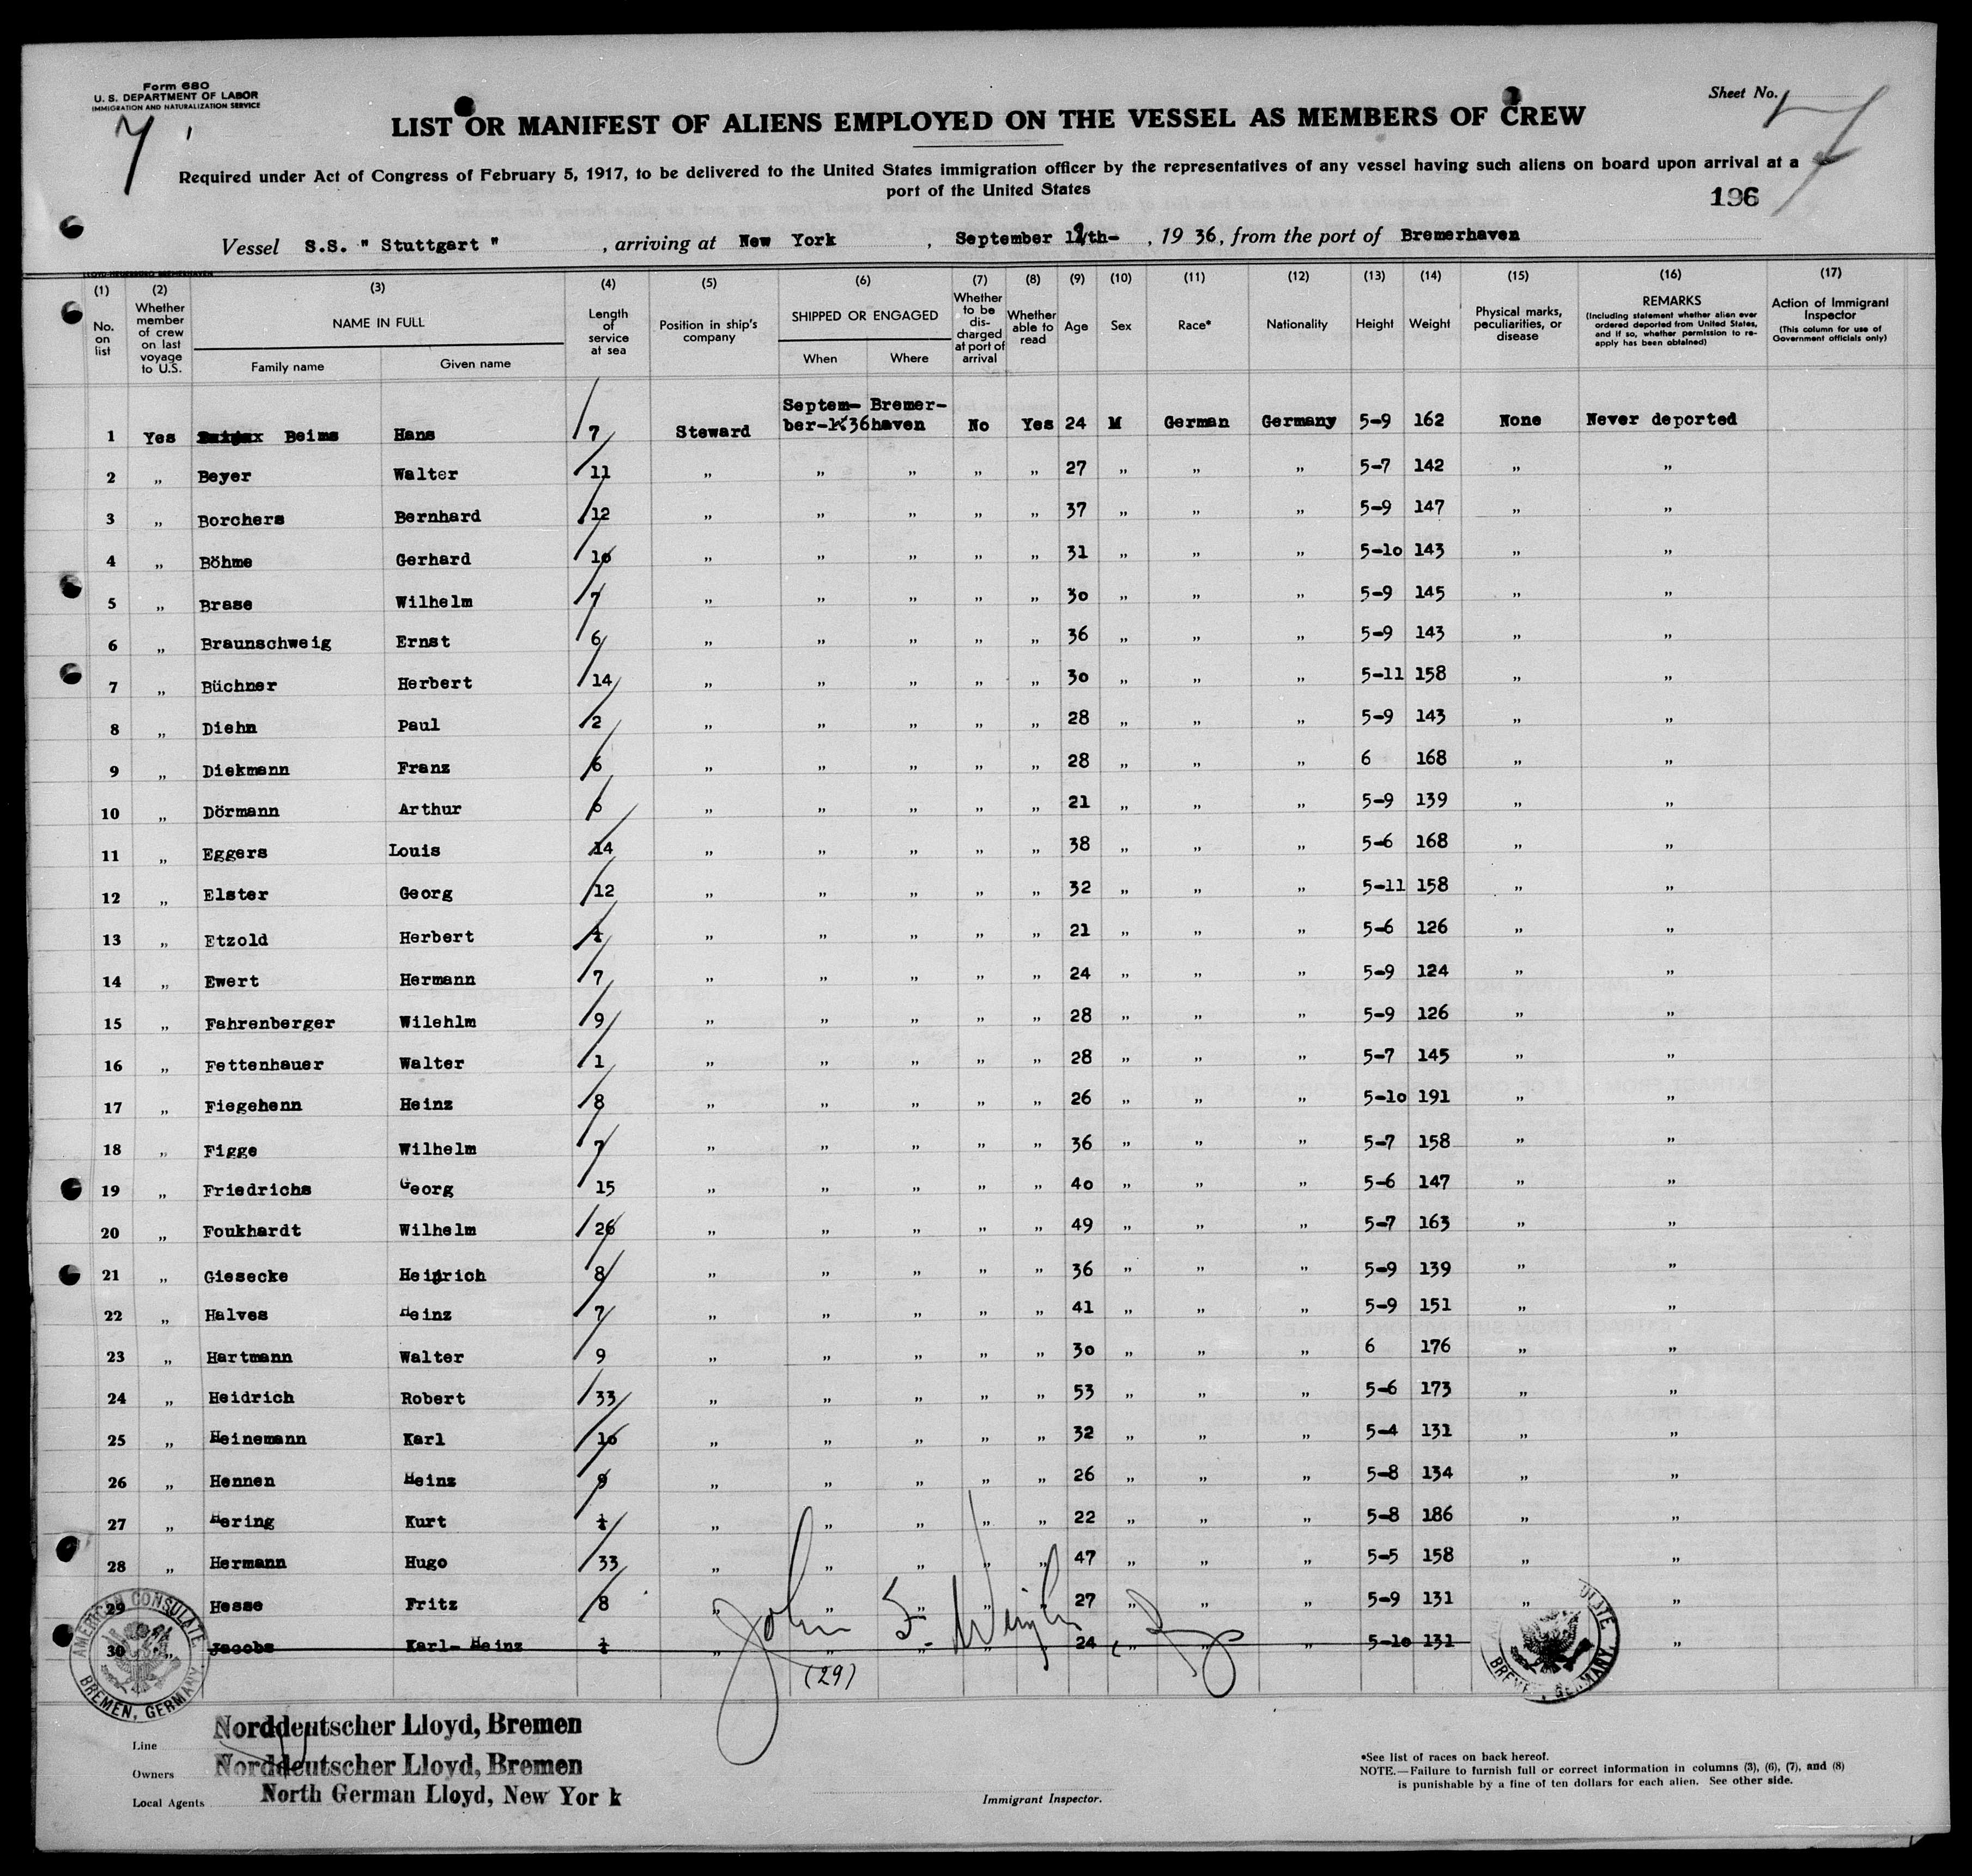 Form 680
U. S. DEPARTMENT OF LABOR
IMMIGRATION AND NATURALIZATION SERVICE
Sheet No. 7
7
LIST OR MANIFEST OF ALIENS EMPLOYED ON THE VESSEL AS MEMBERS OF CREW
Required under Act of Congress of February 5, 1917, to be delivered to the United States immigration officer by the representatives of any vessel having such aliens on board upon arrival at a
port of the United States
196
Vessel S.S. " Stuttgart " , arriving at New York , September 12th- , 19 36, from the port of Bremerhaven
(1) (2) (3) (4) (5) (6) (7) (8) (9) (10) (11) (12) (13) (14) (15) (16) (17)
No. on list
Whether member of crew on last voyage to U.S.
NAME IN FULL
Family name
Given name
Length of service at sea
Position in ship's company
SHIPPED OR ENGAGED
When
Where
Whether to be discharged at port of arrival
Whether able to read
Age
Sex
Race*
Nationality
Height
Weight
Physical marks, peculiarities, or disease
REMARKS
(Including statement whether alien ever ordered deported from United States, and if so, whether permission to reapply has been obtained)
Action of Immigrant Inspector
(This column for use of Government officials only)
1 Yes Beims Hans 7 Steward Septem- ber- 36 Bremer- haven No Yes 24 M German Germany 5-9 162 None Never deported
2 „ Beyer Walter 11 „ „ „ „ „ 27 „ „ „ 5-7 142 „ „
3 „ Borchers Bernhard 12 „ „ „ „ „ 37 „ „ „ 5-9 147 „ „
4 „ Böhme Gerhard 10 „ „ „ „ „ 31 „ „ „ 5-10 143 „ „
5 „ Brase Wilhelm 7 „ „ „ „ „ 30 „ „ „ 5-9 145 „ „
6 „ Braunschweig Ernst 6 „ „ „ „ „ 36 „ „ „ 5-9 143 „ „
7 „ Büchner Herbert 14 „ „ „ „ „ 30 „ „ „ 5-11 158 „ „
8 „ Diehn Paul 2 „ „ „ „ „ 28 „ „ „ 5-9 143 „ „
9 „ Diekmann Franz 6 „ „ „ „ „ 28 „ „ „ 6 168 „ „
10 „ Dörmann Arthur 6 „ „ „ „ „ 21 „ „ „ 5-9 139 „ „
11 „ Eggers Louis 14 „ „ „ „ „ 38 „ „ „ 5-6 168 „ „
12 „ Elster Georg 12 „ „ „ „ „ 32 „ „ „ 5-11 158 „ „
13 „ Etzold Herbert „ „ „ „ „ 21 „ „ „ 5-6 126 „ „
14 „ Ewert Hermann 7 „ „ „ „ „ 24 „ „ „ 5-9 124 „ „
15 „ Fahrenberger Wilehlm 9 „ „ „ „ „ 28 „ „ „ 5-9 126 „ „
16 „ Fettenhauer Walter 1 „ „ „ „ „ 28 „ „ „ 5-7 145 „ „
17 „ Fiegehenn Heinz 8 „ „ „ „ „ 26 „ „ „ 5-10 191 „ „
18 „ Figge Wilhelm 7 „ „ „ „ „ 36 „ „ „ 5-7 158 „ „
19 „ Friedrichs Georg 15 „ „ „ „ „ 40 „ „ „ 5-6 147 „ „
20 „ Foukhardt Wilhelm 26 „ „ „ „ „ 49 „ „ „ 5-7 163 „ „
21 „ Giesecke Heinrich 8 „ „ „ „ „ 36 „ „ „ 5-9 139 „ „
22 „ Halves Heinz 7 „ „ „ „ „ 41 „ „ „ 5-9 151 „ „
23 „ Hartmann Walter 9 „ „ „ „ „ 30 „ „ „ 6 176 „ „
24 „ Heidrich Robert 33 „ „ „ „ „ 53 „ „ „ 5-6 173 „ „
25 „ Heinemann Karl 10 „ „ „ „ „ 32 „ „ „ 5-4 131 „ „
26 „ Hennen Heinz 9 „ „ „ „ „ 26 „ „ „ 5-8 134 „ „
27 „ Hering Kurt „ „ „ „ „ 22 „ „ „ 5-8 186 „ „
28 „ Hermann Hugo 33 „ „ „ „ „ 47 „ „ „ 5-5 158 „ „
29 „ Hesse Fritz 8 „ „ „ „ „ 27 „ „ „ 5-9 131 „ „
30 „ Jacobs Karl-Heinz „ „ „ „ „ 24 „ „ „ 5-10 131 „ „
John
(29)
AMERICAN CONSULATE BREMEN, GERMANY.
BREMEN, GERMANY.
Line Norddeutscher Lloyd, Bremen
Owners Norddeutscher Lloyd, Bremen
Local Agents North German Lloyd, New York
Immigrant Inspector.
*See list of races on back hereof.
NOTE.—Failure to furnish full or correct information in columns (3), (6), (7), and (8)
is punishable by a fine of ten dollars for each alien. See other side.